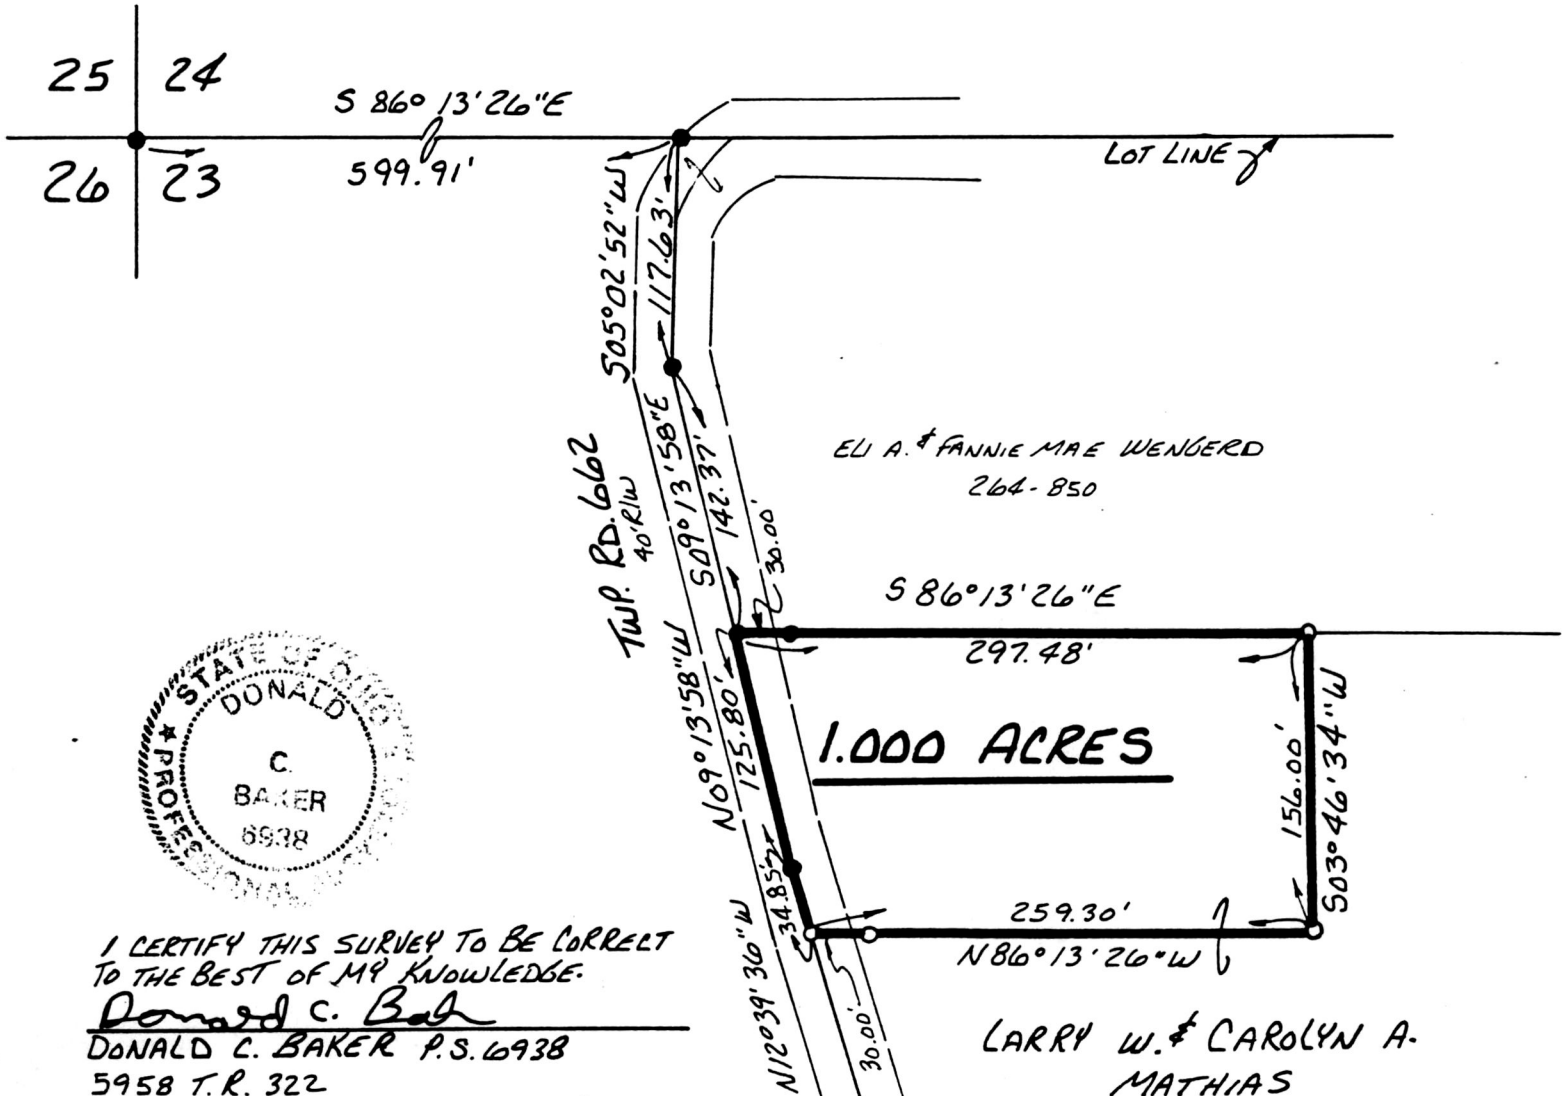 25 24
S 86° 13' 26" E
26 23
599.91'
LOT LINE
S05°02'52"W
117.63'
ELI A. & FANNIE MAE WENGERD
264-850
TWP. RD. 662
40' R/W
S09°13'58"E
142.37'
30.00'
S 86°13'26"E
297.48'
N09°13'58"W
125.80'
1.000 ACRES
156.00'
S03°46'34"W
34.85'
N12°39'36"W
259.30'
N86°13'26"W
30.00'
STATE OF OHIO
DONALD
C.
BAKER
6938
★ PROFESSIONAL
I CERTIFY THIS SURVEY TO BE CORRECT
TO THE BEST OF MY KNOWLEDGE.
Donald C. Bak
DONALD C. BAKER P.S. 6938
5958 T.R. 322
LARRY W. & CAROLYN A.
MATHIAS